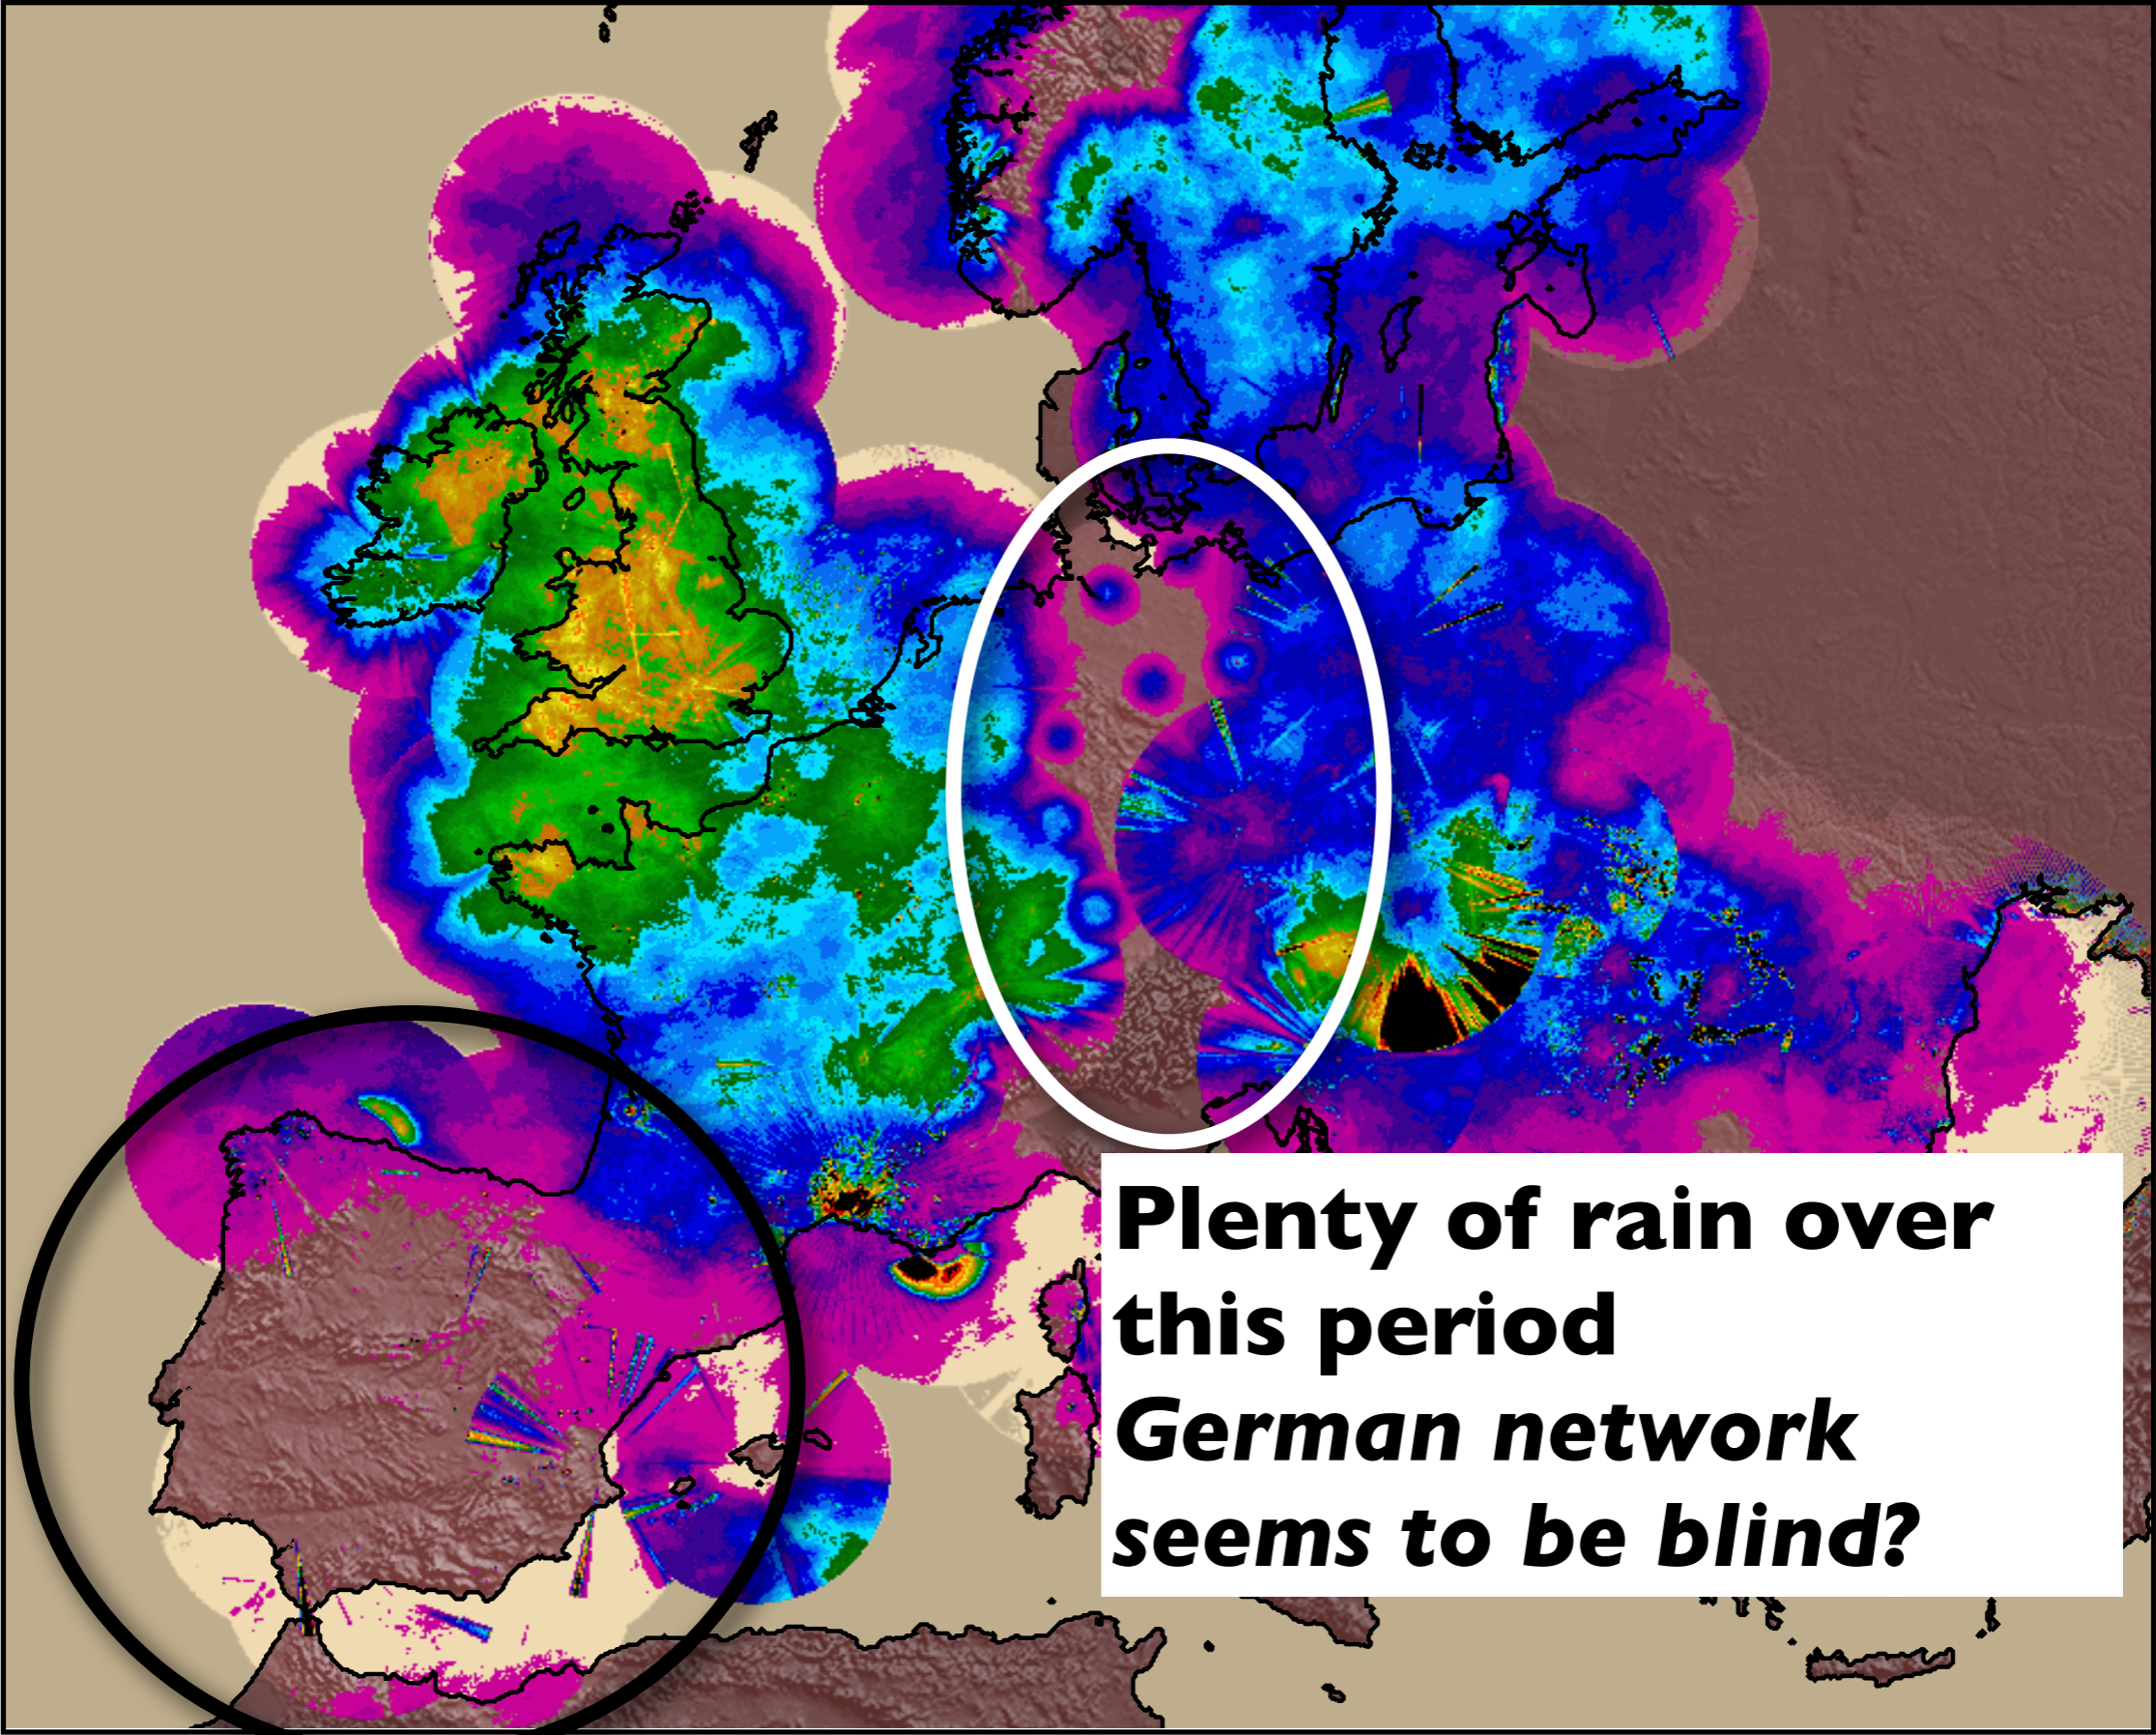 Plenty of rain over
this period
German network
seems to be blind?